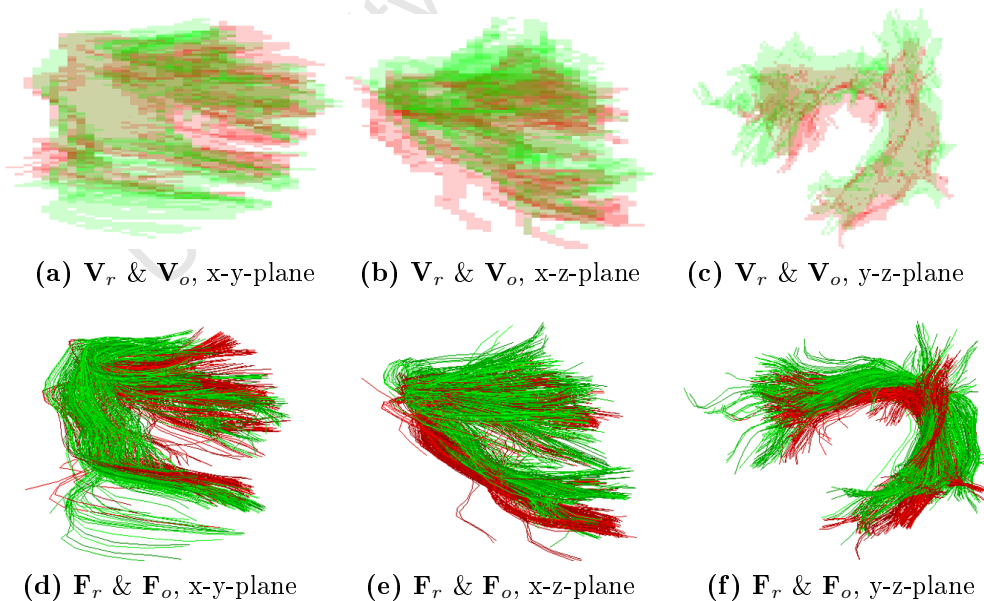 (a) V_r & V_o, x-y-plane
(b) V_r & V_o, x-z-plane
(c) V_r & V_o, y-z-plane
(d) F_r & F_o, x-y-plane
(e) F_r & F_o, x-z-plane
(f) F_r & F_o, y-z-plane